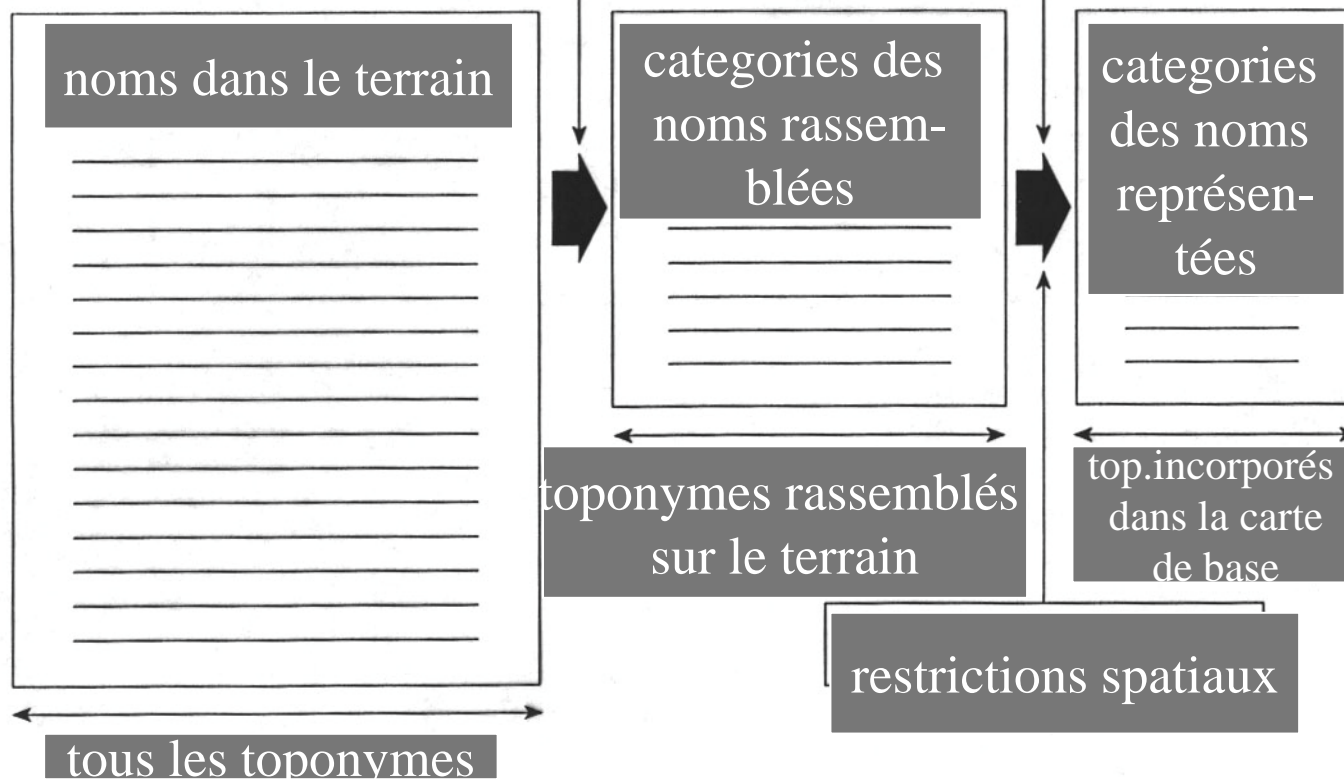 noms dans le terrain
categories des
noms rassem-
blées
categories
des noms
représen-
tées
toponymes rassemblés
sur le terrain
top.incorporés
dans la carte
de base
restrictions spatiaux
tous les toponymes